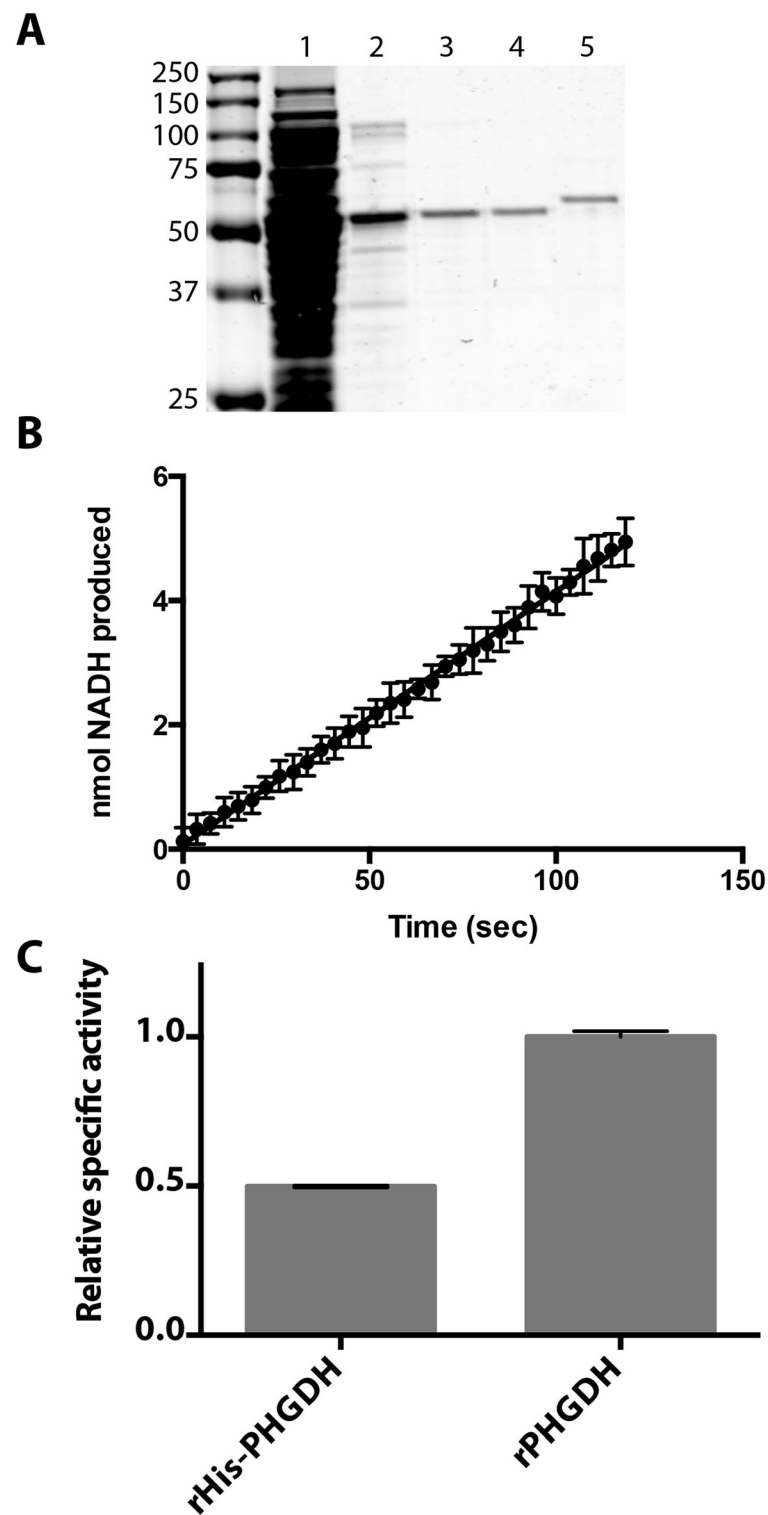 A
1 2 3 4 5
250
150
100
75
50
37
25
B
nmol NADH produced
6
4
2
0
0 50 100 150
Time (sec)
C
Relative specific activity
1.0
0.5
0.0
rHis-PHGDH
rPHGDH